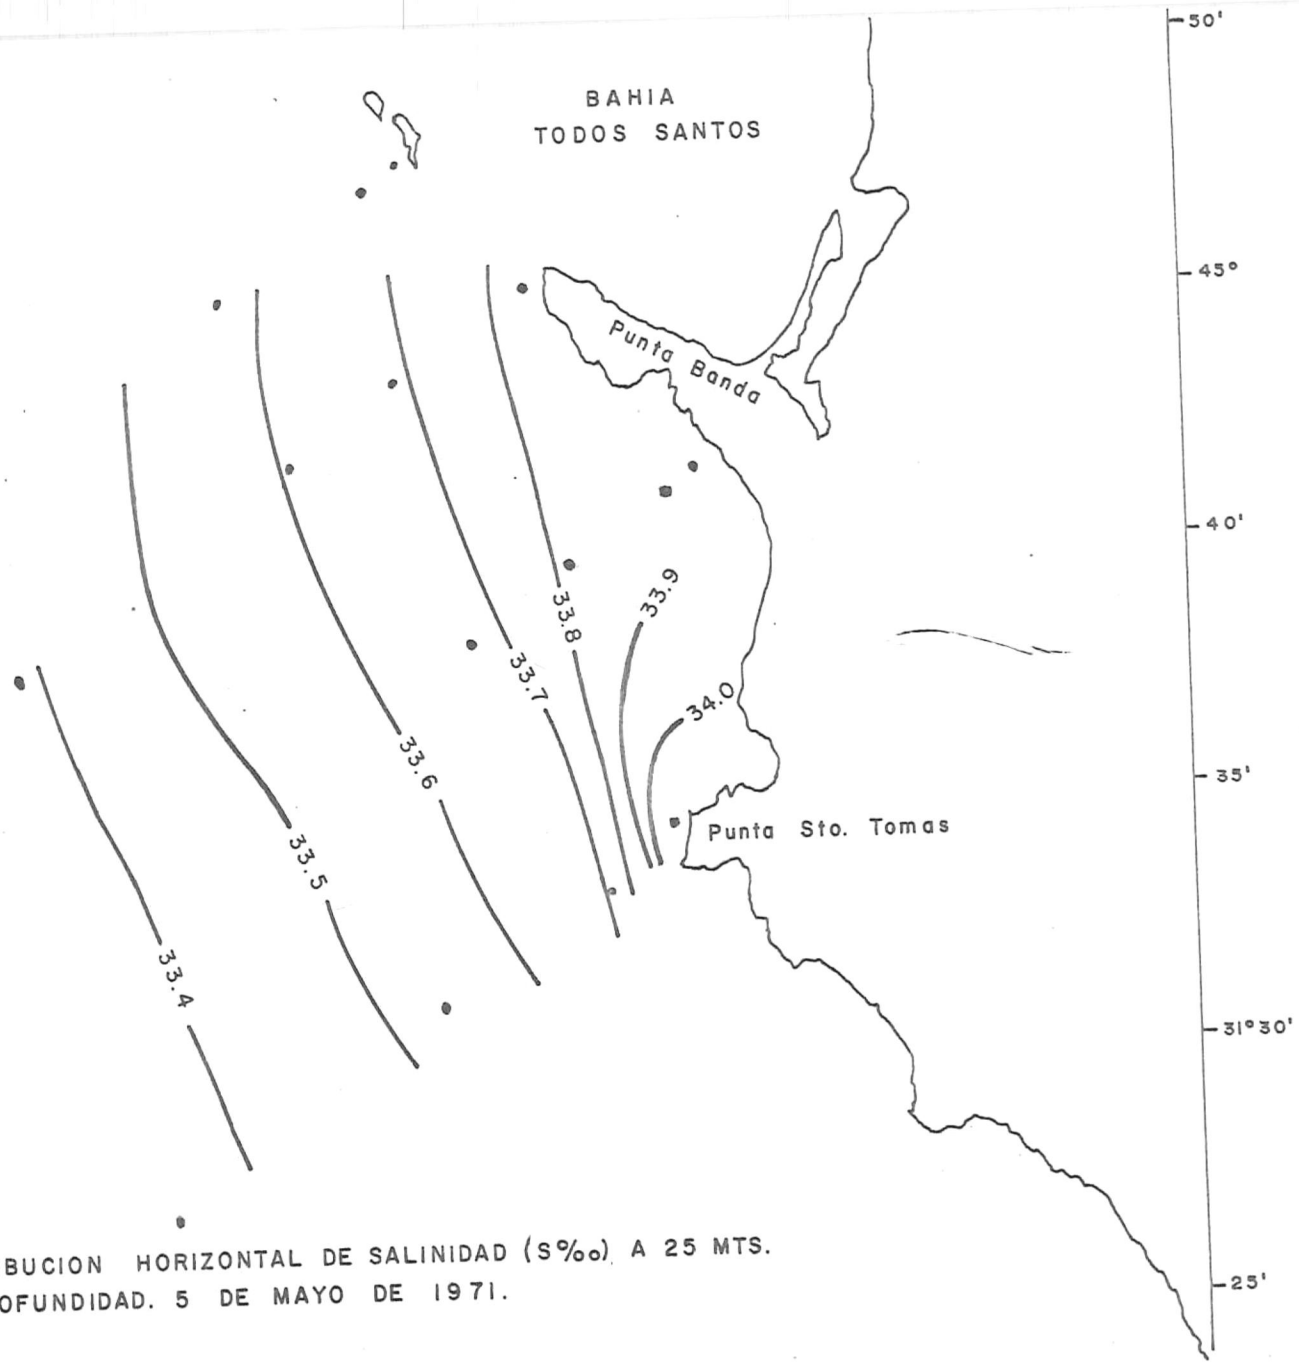 50'
BAHIA
TODOS SANTOS
45°
Punta Banda
40'
33.9
33.8
33.7
34.0
33.6
35'
Punta Sto. Tomas
33.5
33.4
31°30'
BUCION HORIZONTAL DE SALINIDAD (S‰) A 25 MTS.
25'
OFUNDIDAD. 5 DE MAYO DE 1971.